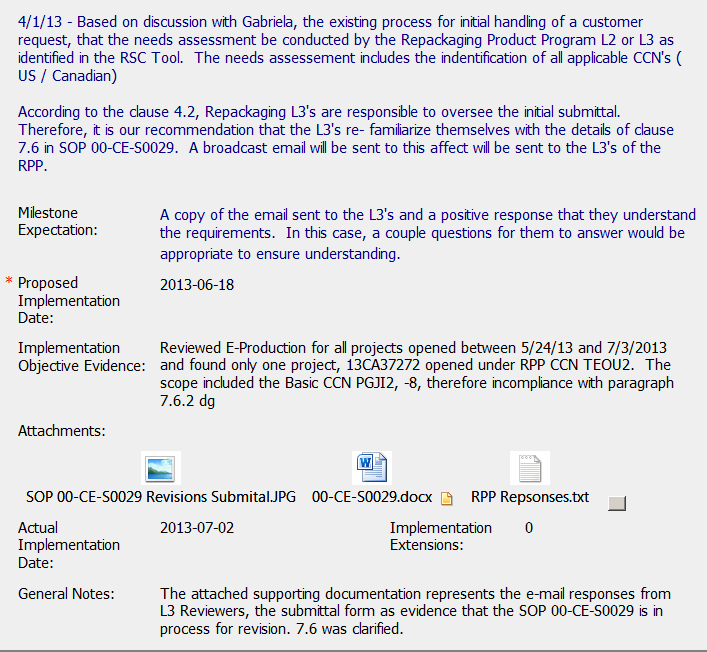 4/1/13 - Based on discussion with Gabriela, the existing process for initial handling of a customer
request, that the needs assessment be conducted by the Repackaging Product Program L2 or L3 as
identified in the RSC Tool.  The needs assessement includes the indentification of all applicable CCN's (
US / Canadian)
According to the clause 4.2, Repackaging L3's are responsible to oversee the initial submittal.
Therefore, it is our recommendation that the L3's re- familiarize themselves with the details of clause
7.6 in SOP 00-CE-S0029.  A broadcast email will be sent to this affect will be sent to the L3's of the
RPP.
Milestone
Expectation:
A copy of the email sent to the L3's and a positive response that they understand
the requirements.  In this case, a couple questions for them to answer would be
appropriate to ensure understanding.
* Proposed
Implementation
Date:
2013-06-18
Implementation
Objective Evidence:
Reviewed E-Production for all projects opened between 5/24/13 and 7/3/2013
and found only one project, 13CA37272 opened under RPP CCN TEOU2.  The
scope included the Basic CCN PGJI2, -8, therefore incompliance with paragraph
7.6.2 dg
Attachments:
SOP 00-CE-S0029 Revisions Submital.JPG
00-CE-S0029.docx
RPP Repsonses.txt
Actual
Implementation
Date:
2013-07-02
Implementation
Extensions:
0
General Notes:
The attached supporting documentation represents the e-mail responses from
L3 Reviewers, the submittal form as evidence that the SOP 00-CE-S0029 is in
process for revision. 7.6 was clarified.